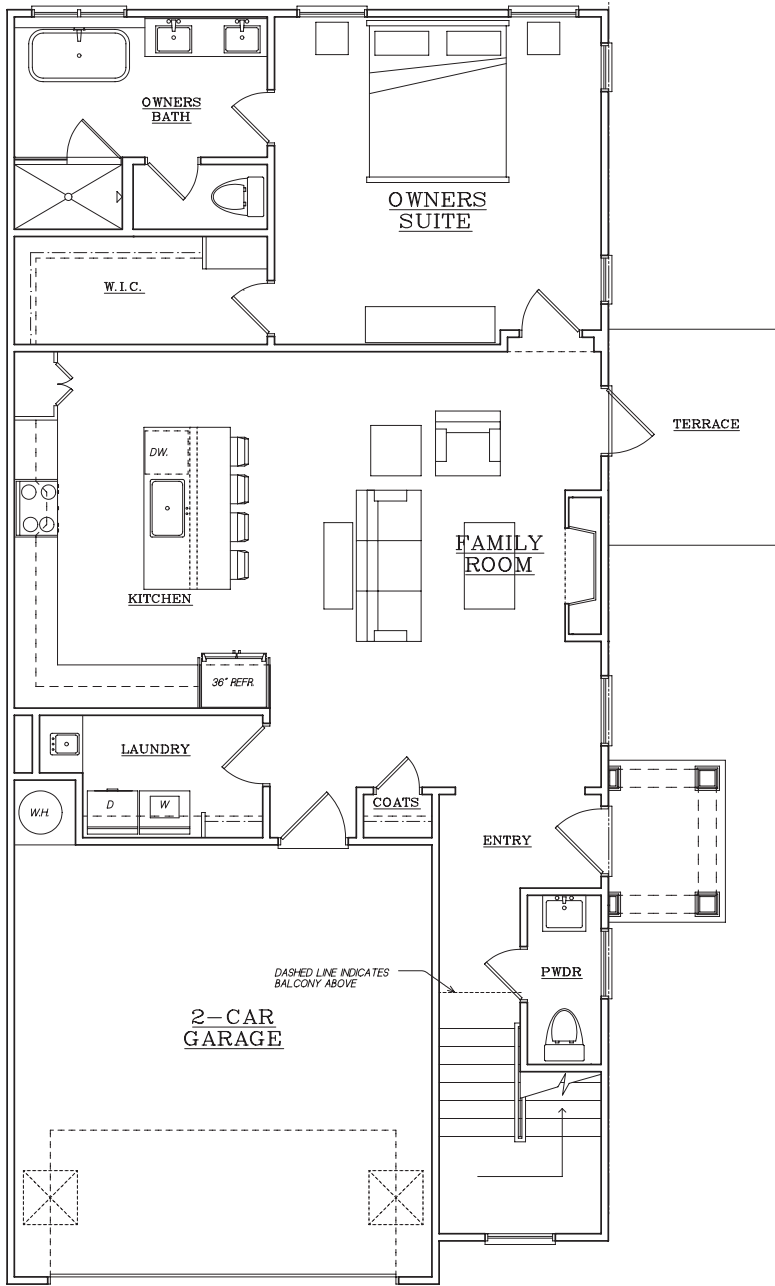 OWNERS
BATH
OWNERS
SUITE
W.I.C.
TERRACE
DW.
FAMILY
ROOM
KITCHEN
36" REFR.
LAUNDRY
D
W
W.H.
COATS
ENTRY
PWDR
DASHED LINE INDICATES
BALCONY ABOVE
2-CAR
GARAGE